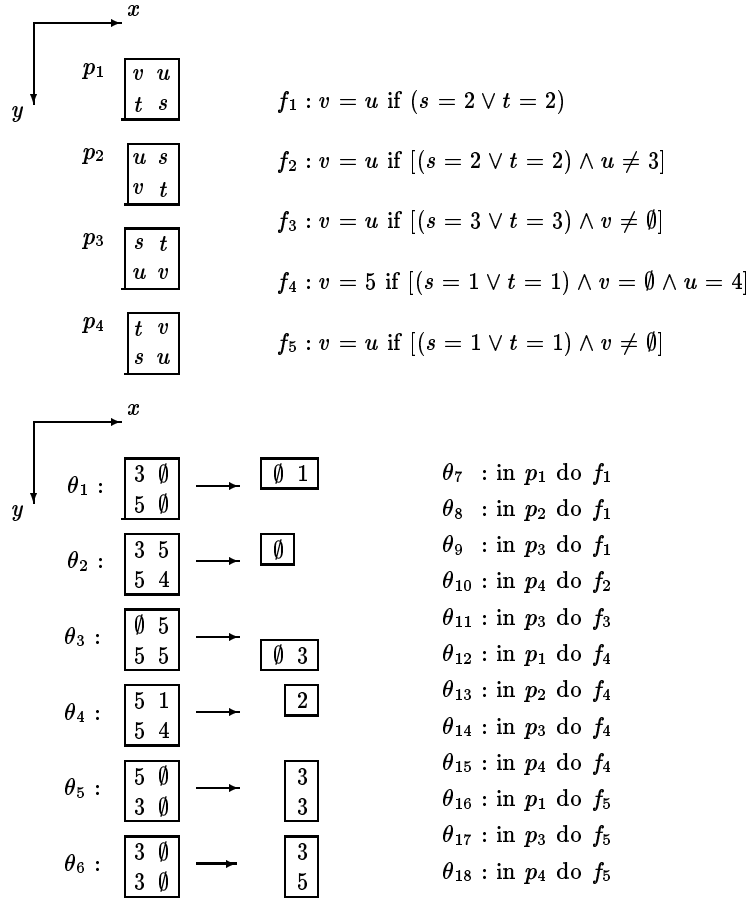 x
y
p₁ v u
t s
f₁ : v = u if (s = 2 ∨ t = 2)
p₂ u s
v t
f₂ : v = u if [(s = 2 ∨ t = 2) ∧ u ≠ 3]
p₃ s t
u v
f₃ : v = u if [(s = 3 ∨ t = 3) ∧ v ≠ ∅]
f₄ : v = 5 if [(s = 1 ∨ t = 1) ∧ v = ∅ ∧ u = 4]
p₄ t v
s u
f₅ : v = u if [(s = 1 ∨ t = 1) ∧ v ≠ ∅]
x
y
θ₁ : 3 ∅
5 ∅
∅ 1
θ₂ : 3 5
5 4
∅
θ₃ : ∅ 5
5 5
∅ 3
θ₄ : 5 1
5 4
2
θ₅ : 5 ∅
3 ∅
3
3
θ₆ : 3 ∅
3 ∅
3
5
θ₇ : in p₁ do f₁
θ₈ : in p₂ do f₁
θ₉ : in p₃ do f₁
θ₁₀ : in p₄ do f₂
θ₁₁ : in p₃ do f₃
θ₁₂ : in p₁ do f₄
θ₁₃ : in p₂ do f₄
θ₁₄ : in p₃ do f₄
θ₁₅ : in p₄ do f₄
θ₁₆ : in p₁ do f₅
θ₁₇ : in p₃ do f₅
θ₁₈ : in p₄ do f₅